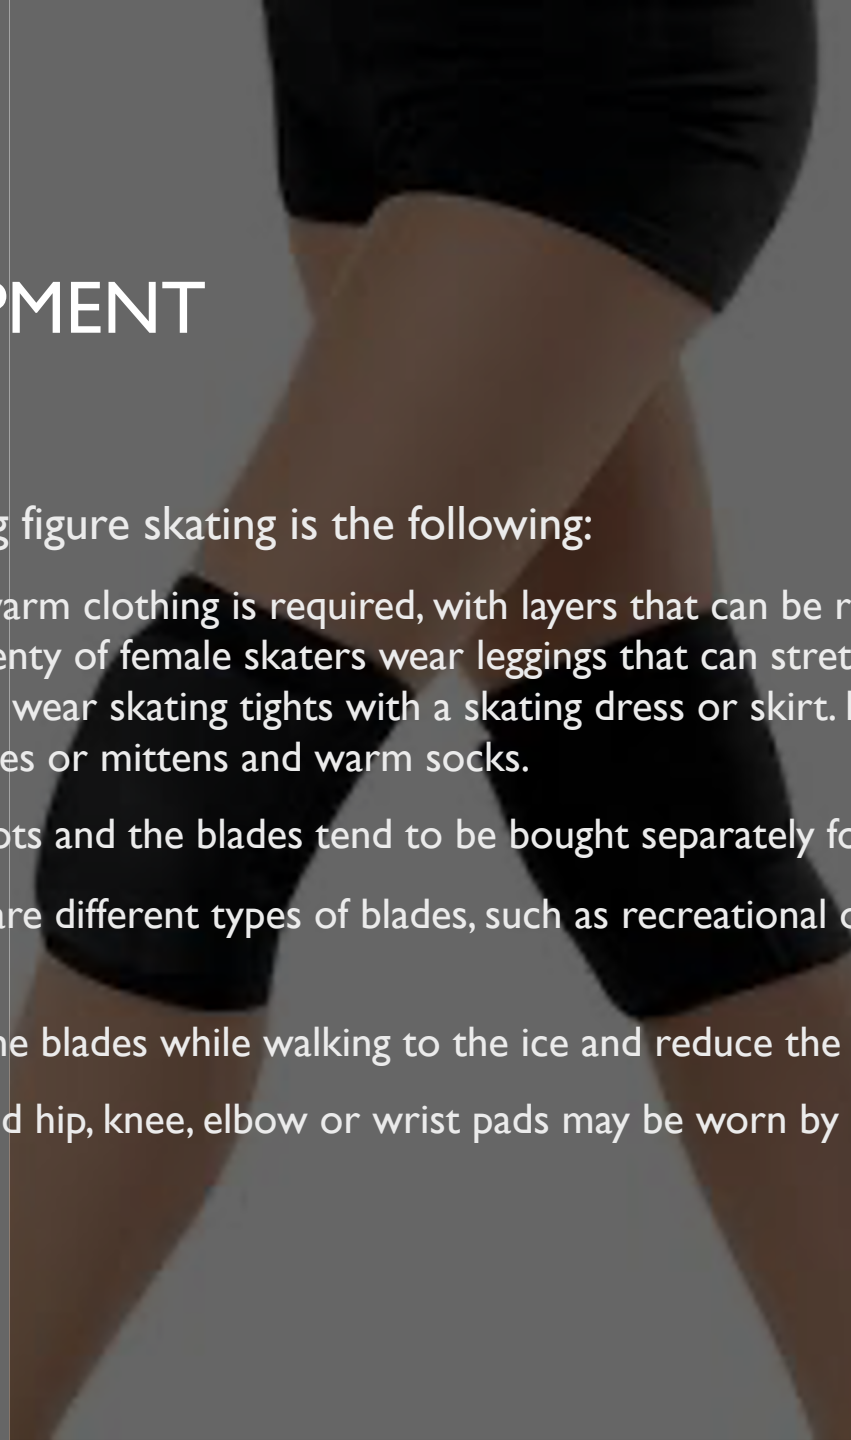 PMENT
g figure skating is the following:
warm clothing is required, with layers that can be r
enty of female skaters wear leggings that can stret
wear skating tights with a skating dress or skirt.
es or mittens and warm socks.
ots and the blades tend to be bought separately fo
are different types of blades, such as recreational
he blades while walking to the ice and reduce the
d hip, knee, elbow or wrist pads may be worn by